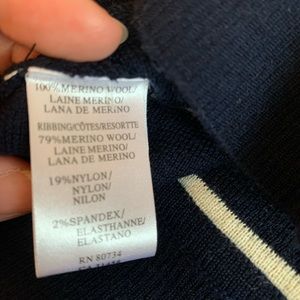 100%MERINO WOOL/
LAINE MERINO/
LANA DE MERINO
RIBBING/CÔTES/RESORTTE
79%MERINO WOOL/
LAINE MERINO/
LANA DE MERINO
19%NYLON/
NYLON/
NILON
2%SPANDEX/
ELASTHANNE/
ELASTANO
RN 80734